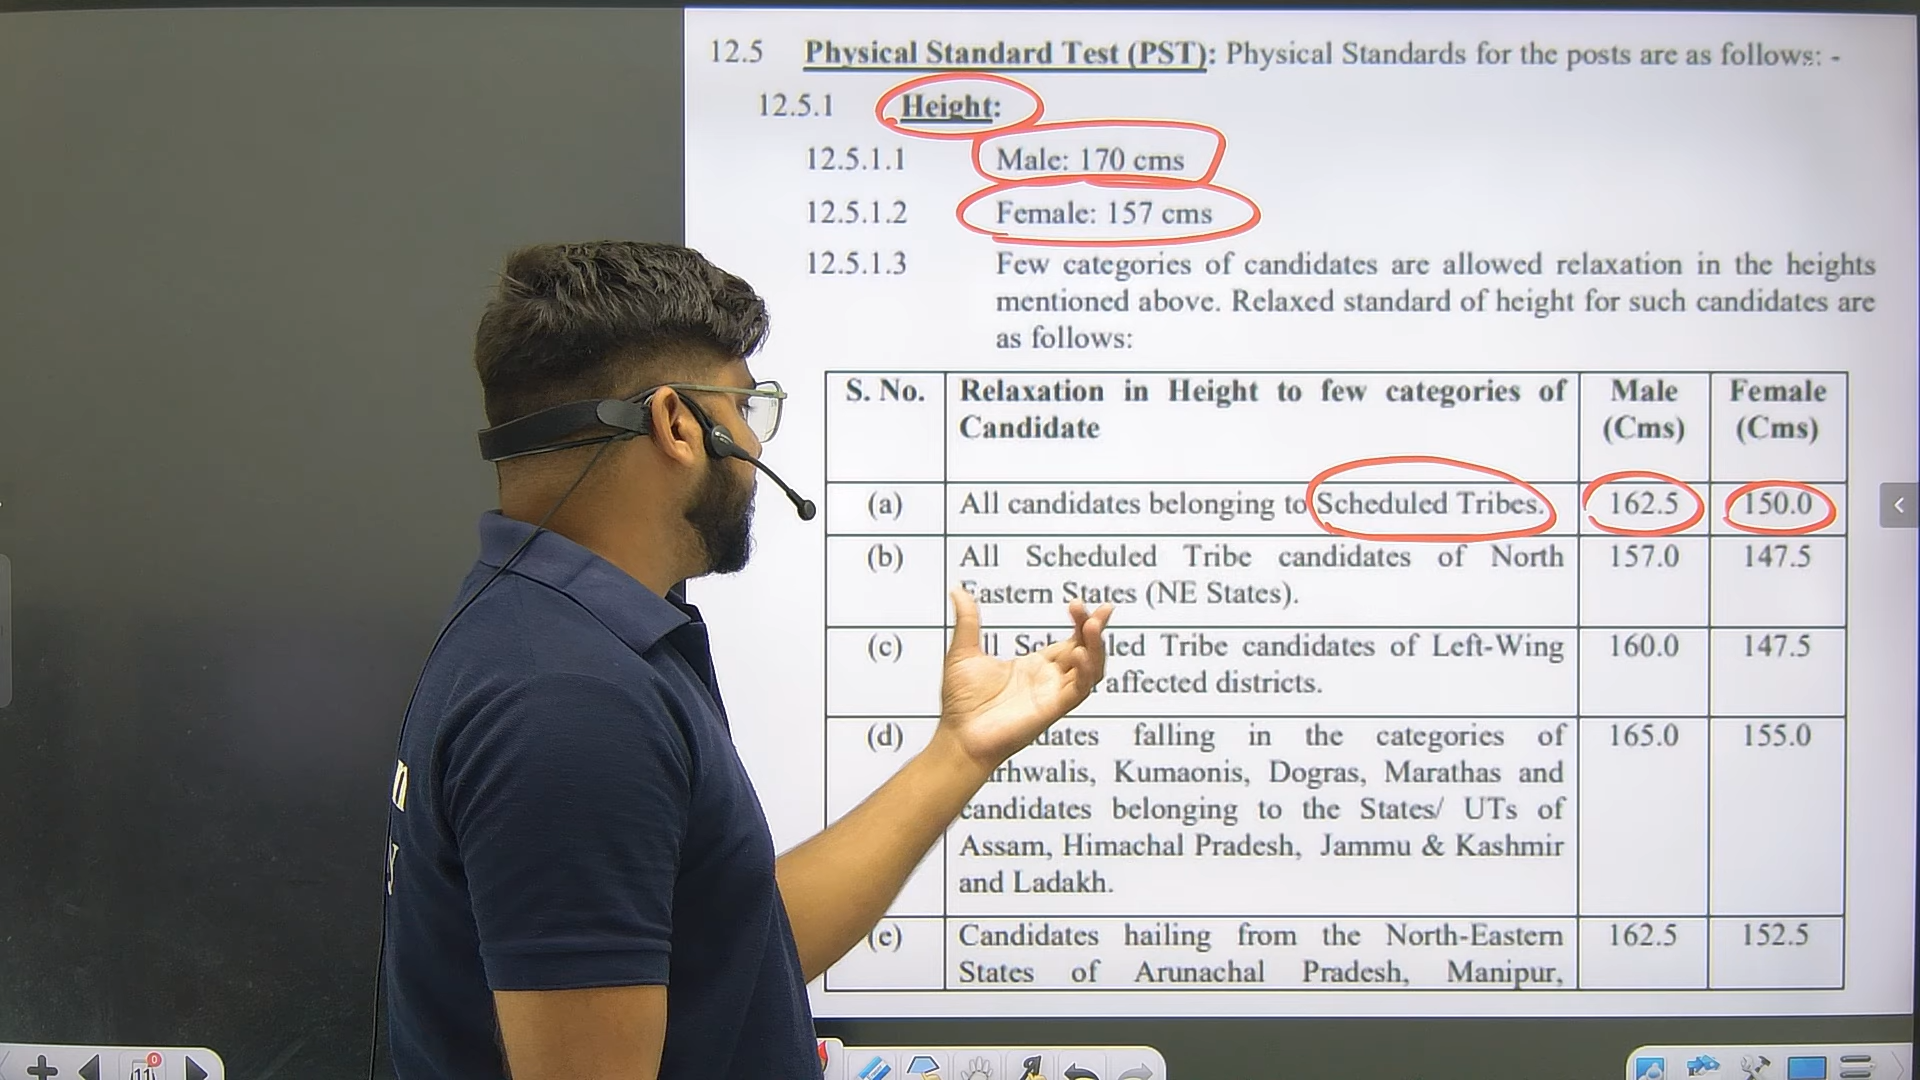 12.5 Physical Standard Test (PST): Physical Standards for the posts are as follows: -
12.5.1 Height:
12.5.1.1 Male: 170 cms
12.5.1.2 Female: 157 cms
12.5.1.3 Few categories of candidates are allowed relaxation in the heights
mentioned above. Relaxed standard of height for such candidates are
as follows:
S. No. Relaxation in Height to few categories of Male Female
Candidate (Cms) (Cms)
(a) All candidates belonging to Scheduled Tribes. 162.5 150.0
(b) All Scheduled Tribe candidates of North 157.0 147.5
Eastern States (NE States).
(c) Tribe candidates of Left-Wing 160.0 147.5
affected districts.
(d) falling in the categories of 165.0 155.0
Kumaonis, Dogras, Marathas and
candidates belonging to the States/ UTs of
Assam, Himachal Pradesh, Jammu & Kashmir
and Ladakh.
(e) Candidates hailing from the North-Eastern 162.5 152.5
States of Arunachal Pradesh, Manipur,
11
0